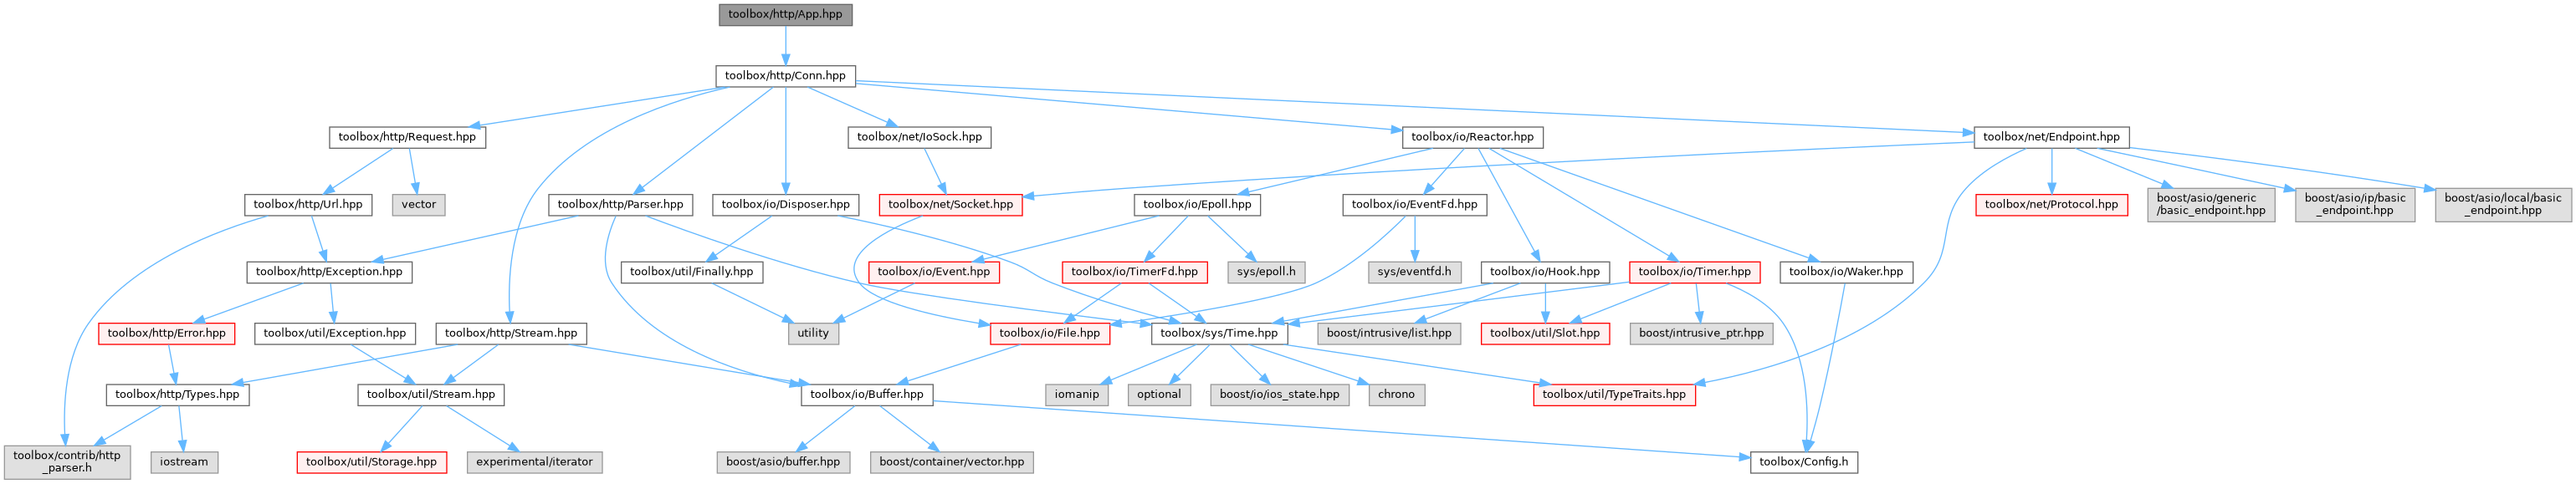 toolbox/http/App.hpp
toolbox/http/Conn.hpp
toolbox/http/Request.hpp
toolbox/net/IoSock.hpp
toolbox/io/Reactor.hpp
toolbox/net/Endpoint.hpp
toolbox/http/Url.hpp
vector
toolbox/http/Parser.hpp
toolbox/io/Disposer.hpp
toolbox/net/Socket.hpp
toolbox/io/Epoll.hpp
toolbox/io/EventFd.hpp
toolbox/net/Protocol.hpp
boost/asio/generic
/basic_endpoint.hpp
boost/asio/ip/basic
_endpoint.hpp
boost/asio/local/basic
_endpoint.hpp
toolbox/http/Exception.hpp
toolbox/util/Finally.hpp
toolbox/io/Event.hpp
toolbox/io/TimerFd.hpp
sys/epoll.h
sys/eventfd.h
toolbox/io/Hook.hpp
toolbox/io/Timer.hpp
toolbox/io/Waker.hpp
toolbox/http/Error.hpp
toolbox/util/Exception.hpp
toolbox/http/Stream.hpp
utility
toolbox/io/File.hpp
toolbox/sys/Time.hpp
boost/intrusive/list.hpp
toolbox/util/Slot.hpp
boost/intrusive_ptr.hpp
toolbox/http/Types.hpp
toolbox/util/Stream.hpp
toolbox/io/Buffer.hpp
iomanip
optional
boost/io/ios_state.hpp
chrono
toolbox/util/TypeTraits.hpp
toolbox/contrib/http
_parser.h
iostream
toolbox/util/Storage.hpp
experimental/iterator
boost/asio/buffer.hpp
boost/container/vector.hpp
toolbox/Config.h